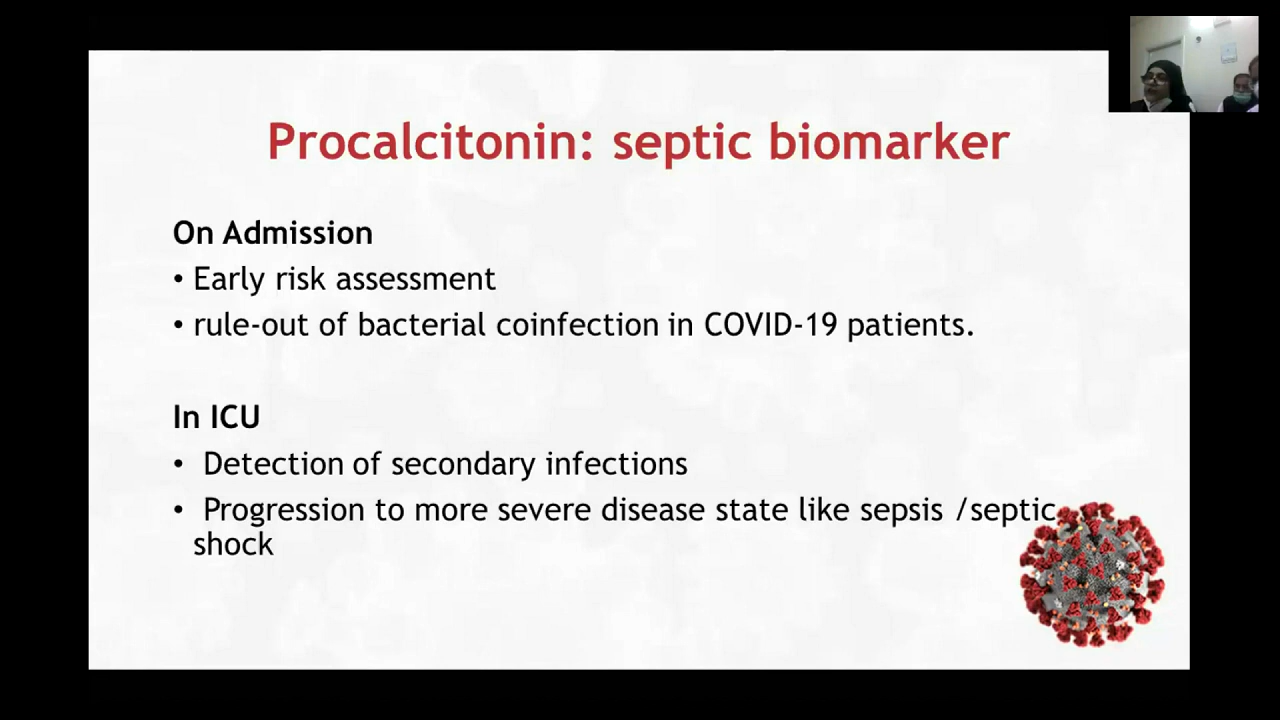 Procalcitonin: septic biomarker
On Admission
• Early risk assessment
• rule-out of bacterial coinfection in COVID-19 patients.
In ICU
• Detection of secondary infections
• Progression to more severe disease state like sepsis /septic
shock